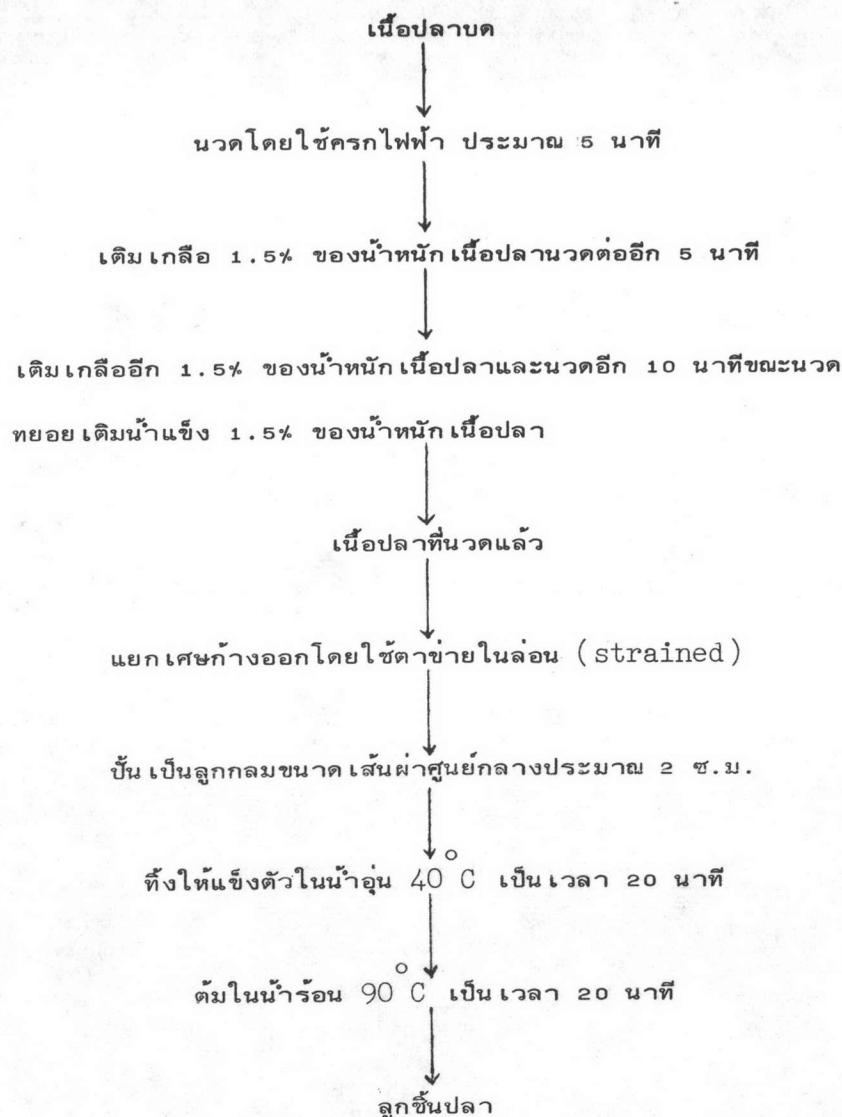 เนื้อปลาบด
นวดโดยใช้ครกไฟฟ้า ประมาณ 5 นาที
เติมเกลือ 1.5% ของน้ำหนักเนื้อปลานวดต่ออีก 5 นาที
เติมเกลืออีก 1.5% ของน้ำหนักเนื้อปลาและนวดอีก 10 นาทีขณะนวด
ทยอยเติมน้ำแข็ง 1.5% ของน้ำหนักเนื้อปลา
เนื้อปลาที่นวดแล้ว
แยกเศษก้างออกโดยใช้ตาข่ายในล่อน (strained)
ปั้นเป็นลูกกลมขนาดเส้นผ่าศูนย์กลางประมาณ 2 ซ.ม.
ทิ้งให้แข็งตัวในน้ำอุ่น 40°C เป็นเวลา 20 นาที
ต้มในน้ำร้อน 90°C เป็นเวลา 20 นาที
ลูกชิ้นปลา